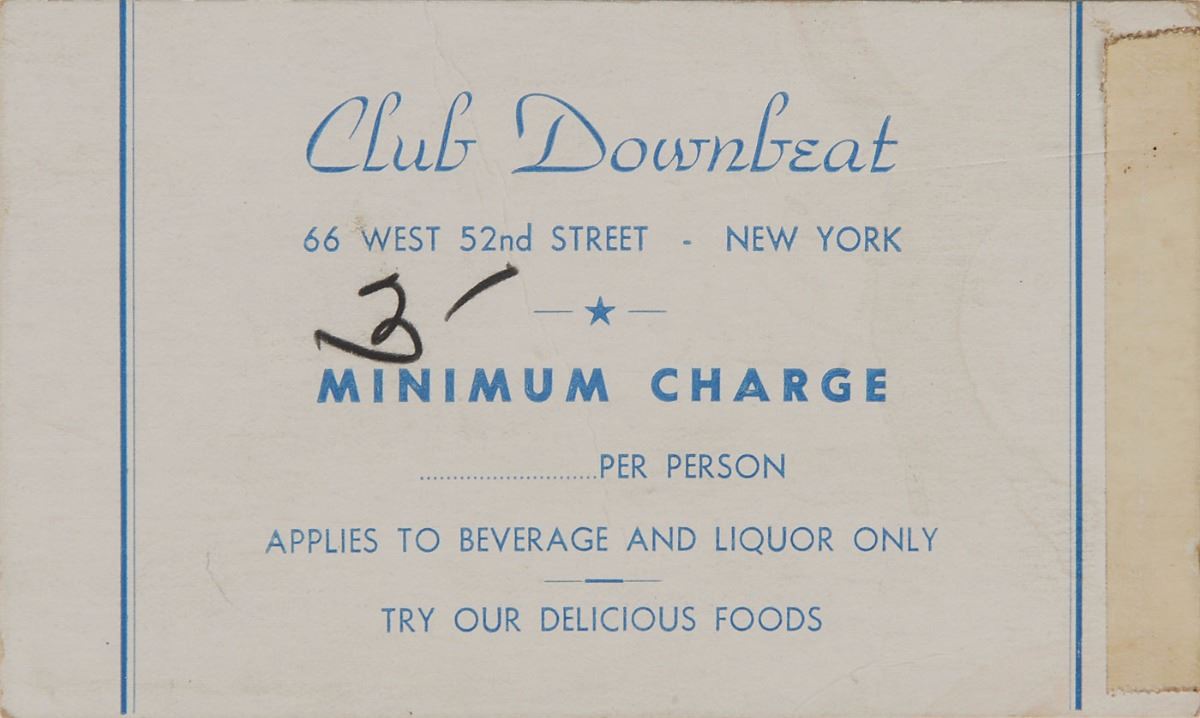 Club Downbeat
66 WEST 52nd STREET - NEW YORK
3 -
MINIMUM CHARGE
..........................PER PERSON
APPLIES TO BEVERAGE AND LIQUOR ONLY
TRY OUR DELICIOUS FOODS